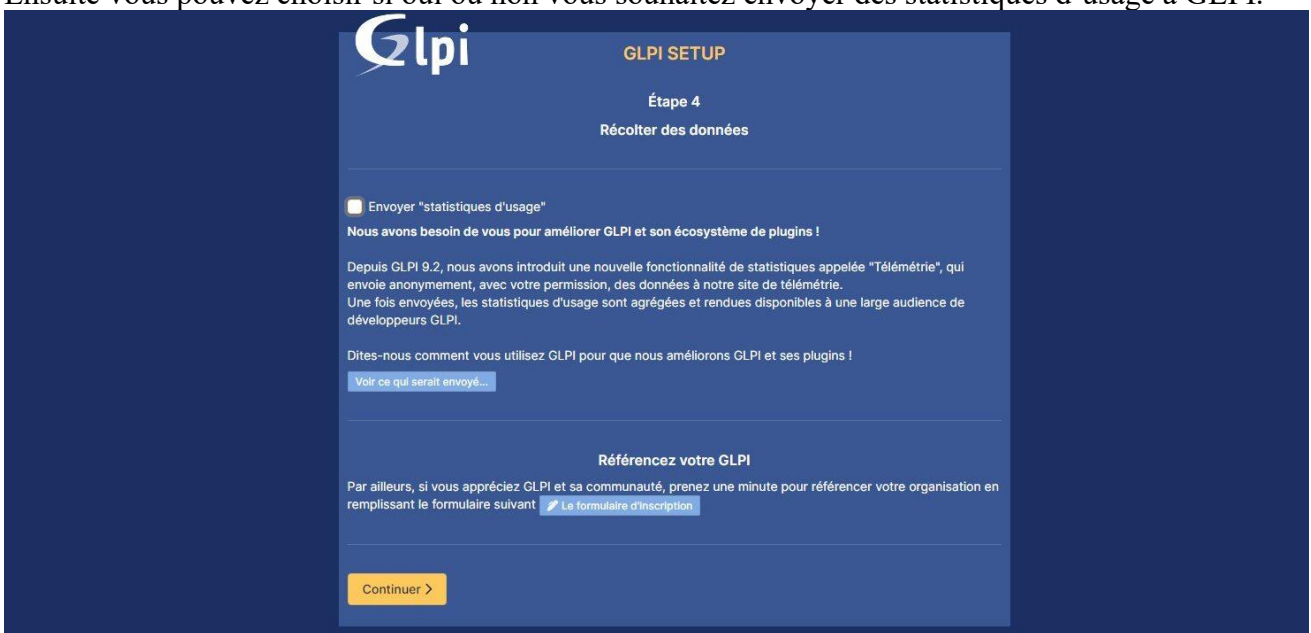 Ensuite vous pouvez choisir si oui ou non vous souhaitez envoyer des statistiques d'usage à GLPI.
Glpi
GLPI SETUP
Étape 4
Récolter des données
Envoyer "statistiques d'usage"
Nous avons besoin de vous pour améliorer GLPI et son écosystème de plugins !
Depuis GLPI 9.2, nous avons introduit une nouvelle fonctionnalité de statistiques appelée "Télémétrie", qui
envoie anonymement, avec votre permission, des données à notre site de télémétrie.
Une fois envoyées, les statistiques d'usage sont agrégées et rendues disponibles à une large audience de
développeurs GLPI.
Dites-nous comment vous utilisez GLPI pour que nous améliorons GLPI et ses plugins !
Voir ce qui serait envoyé...
Référencez votre GLPI
Par ailleurs, si vous appréciez GLPI et sa communauté, prenez une minute pour référencer votre organisation en
remplissant le formulaire suivant Le formulaire d'inscription
Continuer >